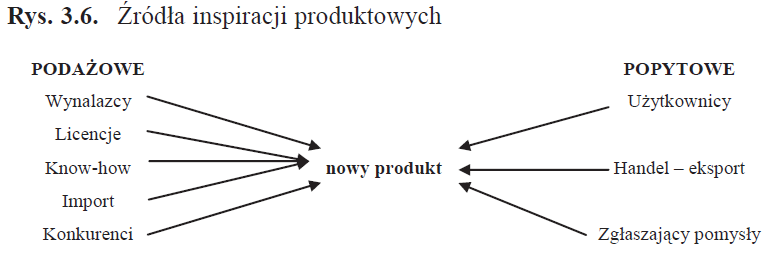 Rys. 3.6. Źródła inspiracji produktowych
PODAŻOWE
Wynalazcy
Licencje
Know-how
Import
Konkurenci
nowy produkt
POPYTOWE
Użytkownicy
Handel – eksport
Zgłaszający pomysły